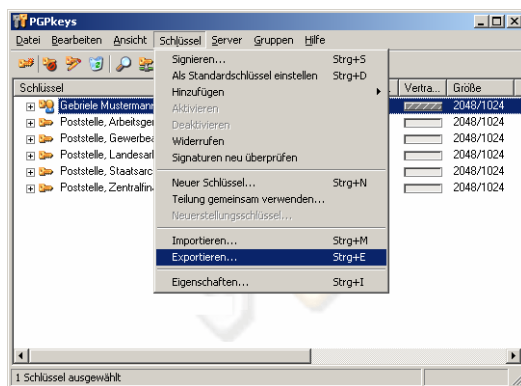 PGPkeys
Datei Bearbeiten Ansicht Schlüssel Server Gruppen Hilfe
Signieren... Strg+S
Als Standardschlüssel einstellen Strg+D
Hinzufügen
Aktivieren
Deaktivieren
Widerrufen
Signaturen neu überprüfen
Neuer Schlüssel... Strg+N
Teilung gemeinsam verwenden...
Neuerstellungsschlüssel...
Importieren... Strg+M
Exportieren... Strg+E
Eigenschaften... Strg+I
Schlüssel Vertra... Größe
Gebriele Mustermann 2048/1024
Poststelle, Arbeitsger 2048/1024
Poststelle, Gewerbea 2048/1024
Poststelle, Landesarl 2048/1024
Poststelle, Staatsarc 2048/1024
Poststelle, Zentralfin 2048/1024
1 Schlüssel ausgewählt